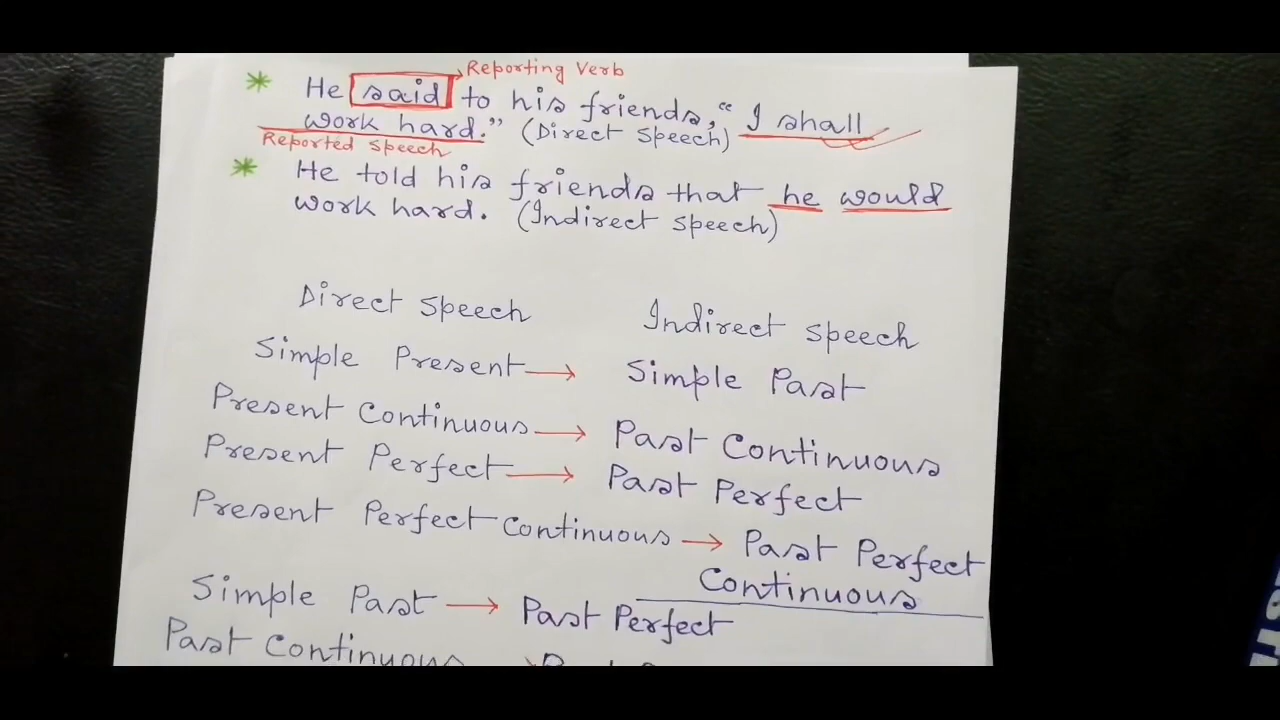 Reporting Verb
* He said to his friends, "I shall
work hard." (Direct Speech)
Reported Speech
* He told his friends that he would
work hard. (Indirect Speech)
Direct Speech Indirect Speech
Simple Present → Simple Past
Present Continuous → Past Continuous
Present Perfect → Past Perfect
Present Perfect Continuous → Past Perfect
Continuous
Simple Past → Past Perfect
Past Continuous